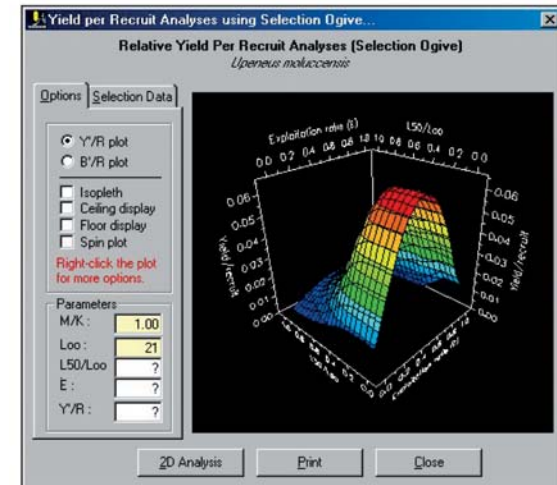 Yield per Recruit Analyses using Selection Ogive...
Relative Yield Per Recruit Analyses (Selection Ogive)
Upeneus moluccensis
Options
Selection Data
Y'/R plot
B'/R plot
Isopleth
Ceiling display
Floor display
Spin plot
Right-click the plot
for more options.
Parameters
M/K : 1.00
Loo : 21
L50/Loo ?
E : ?
Y'/R : ?
Exploitation ratio (E)
0.0 0.2 0.4 0.6 0.8 1.0
L50/Loo
1.0 0.8 0.6 0.4 0.2 0.0
0.06
0.05
0.04
0.03
0.02
0.01
0.00
Yield/recruit
0.06
0.05
0.04
0.03
0.02
0.01
0.00
Yield/recruit
L50/Loo
Exploitation ratio (E)
2D Analysis
Print
Close